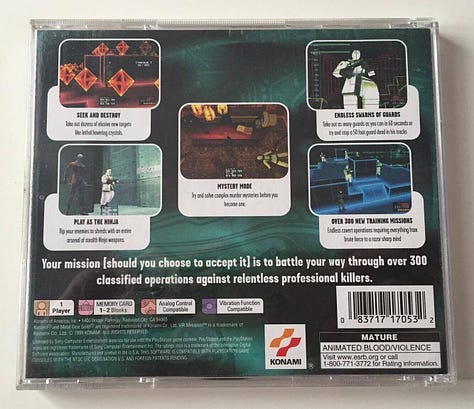 SEEK AND DESTROY
Take out dozens of elusive new targets
like lethal hovering crystals.
ENDLESS SWARMS OF GUARDS
Take out as many guards as you can in 60 seconds or
try and stop a 50 foot guard dead in his tracks
MYSTERY MODE
Try and solve complex murder mysteries before you
become one.
PLAY AS THE NINJA
Rip your enemies to shreds with an entire
arsenal of stealth Ninja weapons.
OVER 300 NEW TRAINING MISSIONS
Endless covert operations requiring everything from
brute force to a razor sharp mind
Your mission [should you choose to accept it] is to battle your way through over 300
classified operations against relentless professional killers.
1
Player
MEMORY CARD
1-2 Blocks
Analog Control
Compatible
Vibration Function
Compatible
KONAMI
0 83717 17053 2
MATURE
ANIMATED BLOOD/VIOLENCE
Visit www.esrb.org or call
1-800-771-3772 for Rating information.